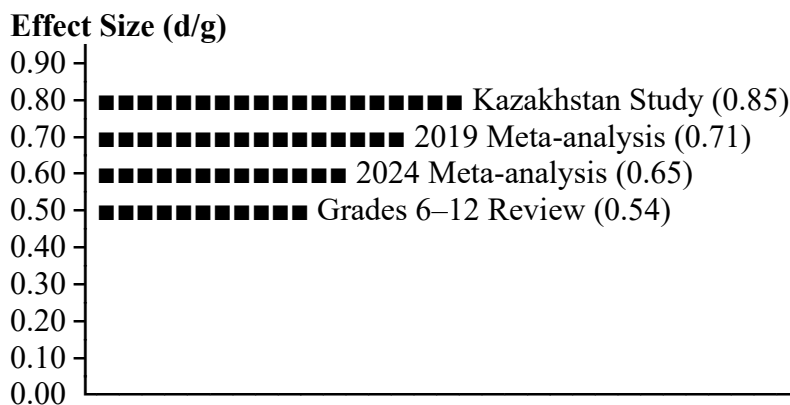 Effect Size (d/g)
0.90
0.80 ■■■■■■■■■■■■■■■■■■■ Kazakhstan Study (0.85)
0.70 ■■■■■■■■■■■■■■■■ 2019 Meta-analysis (0.71)
0.60 ■■■■■■■■■■■■■ 2024 Meta-analysis (0.65)
0.50 ■■■■■■■■■■■ Grades 6–12 Review (0.54)
0.40
0.30
0.20
0.10
0.00